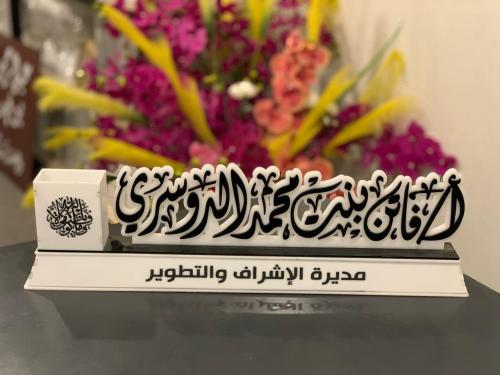 أ. فاتن بنت محمد الدوسري
مديرة الإشراف والتطوير